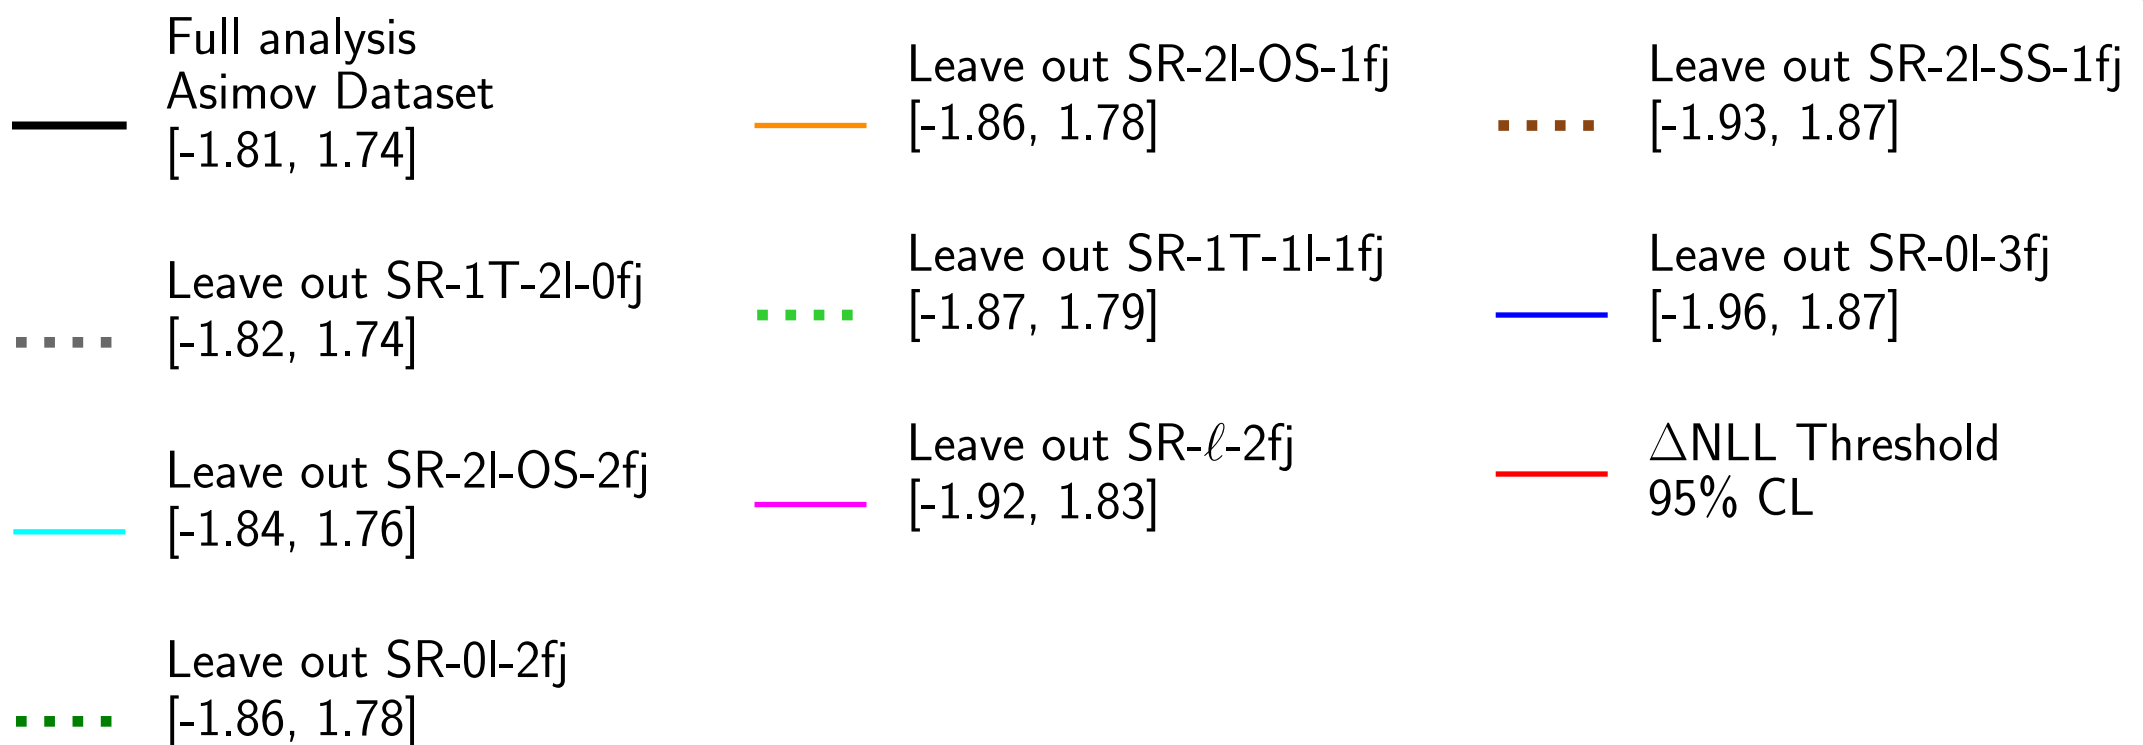 Full analysis
Asimov Dataset
[-1.81, 1.74]
Leave out SR-1T-2l-0fj
[-1.82, 1.74]
Leave out SR-2l-OS-2fj
[-1.84, 1.76]
Leave out SR-0l-2fj
[-1.86, 1.78]
Leave out SR-2l-OS-1fj
[-1.86, 1.78]
Leave out SR-1T-1l-1fj
[-1.87, 1.79]
Leave out SR-ℓ-2fj
[-1.92, 1.83]
Leave out SR-2l-SS-1fj
[-1.93, 1.87]
Leave out SR-0l-3fj
[-1.96, 1.87]
ΔNLL Threshold
95% CL